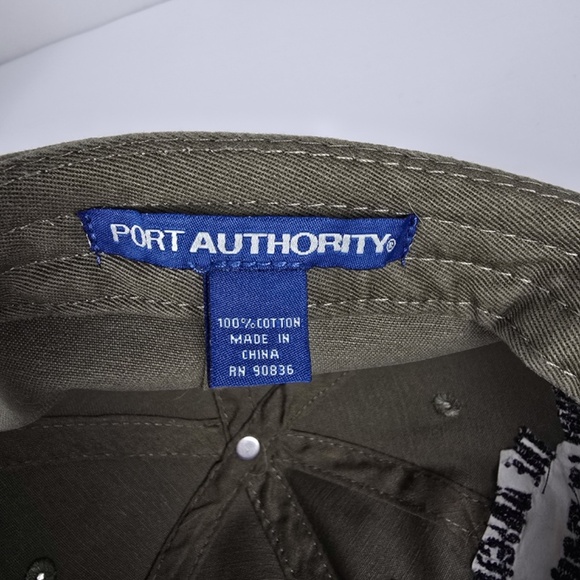 PORT AUTHORITY®
100% COTTON
MADE IN
CHINA
RN 90836